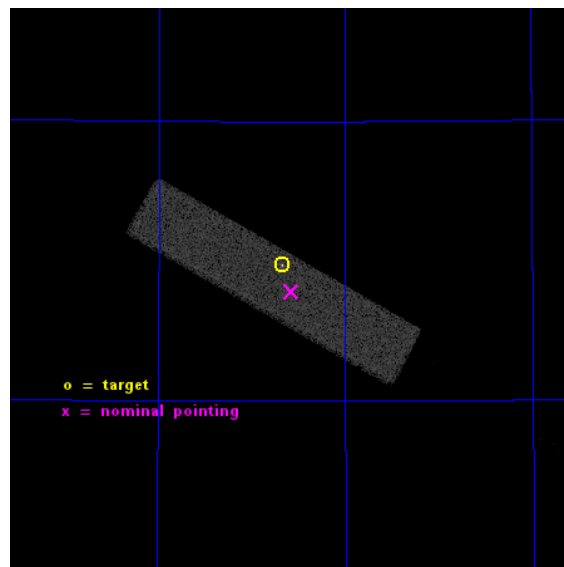 o = target
x = nominal pointing